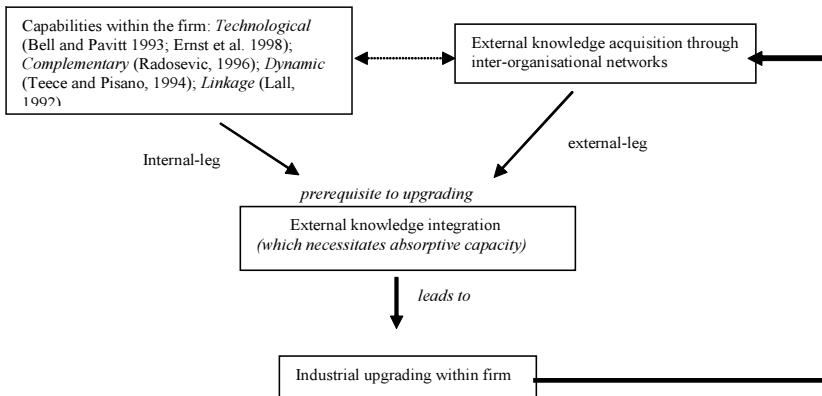 Capabilities within the firm: Technological
(Bell and Pavitt 1993; Ernst et al. 1998);
Complementary (Radosevic, 1996); Dynamic
(Teece and Pisano, 1994); Linkage (Lall,
1992)
External knowledge acquisition through
inter-organisational networks
Internal-leg
external-leg
prerequisite to upgrading
External knowledge integration
(which necessitates absorptive capacity)
leads to
Industrial upgrading within firm